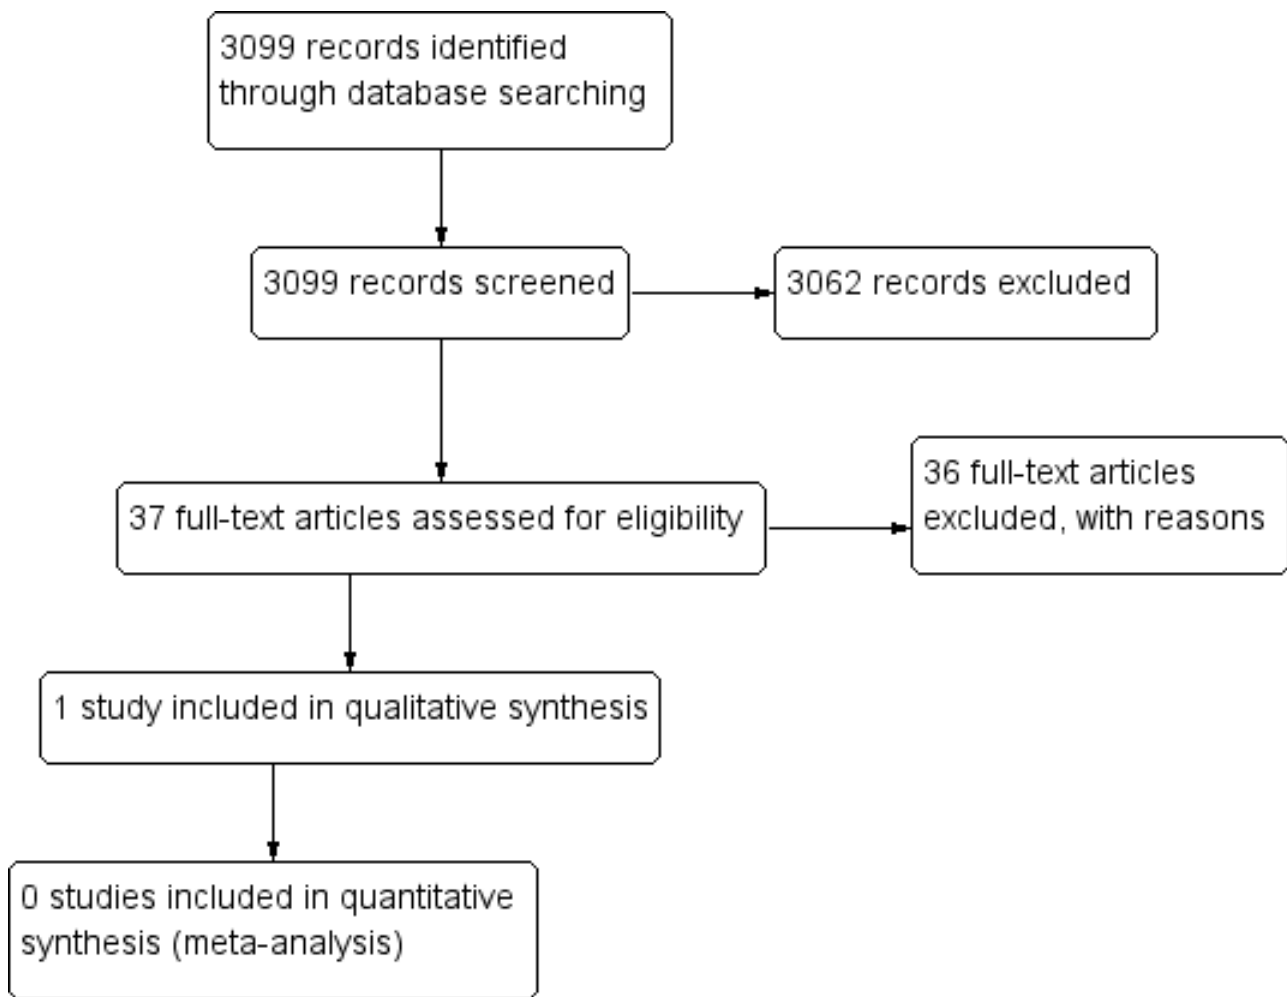 3099 records identified
through database searching
3099 records screened
3062 records excluded
37 full-text articles assessed for eligibility
36 full-text articles
excluded, with reasons
1 study included in qualitative synthesis
0 studies included in quantitative
synthesis (meta-analysis)